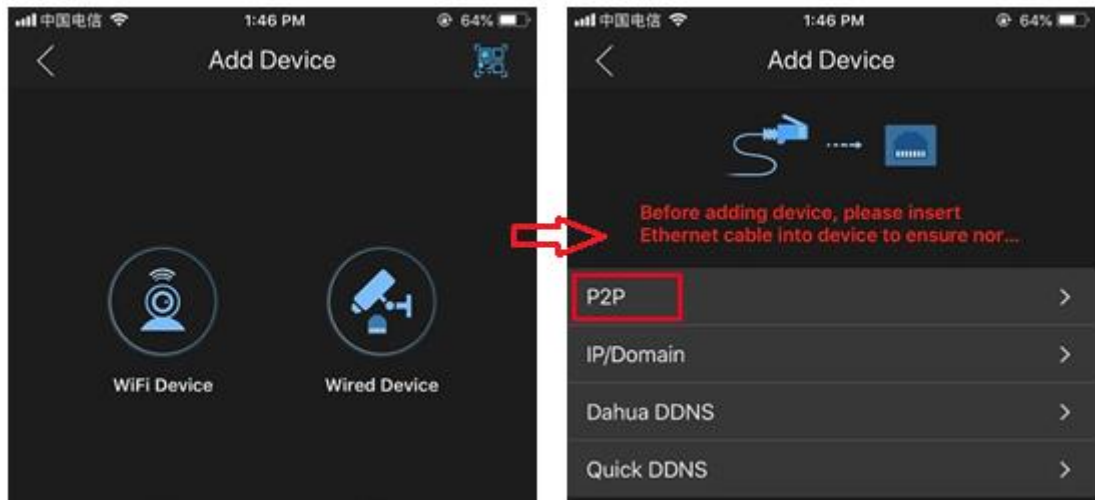 中国电信 1:46 PM 64%
Add Device
WiFi Device Wired Device
中国电信 1:46 PM 64%
Add Device
Before adding device, please insert
Ethernet cable into device to ensure nor...
P2P
IP/Domain
Dahua DDNS
Quick DDNS